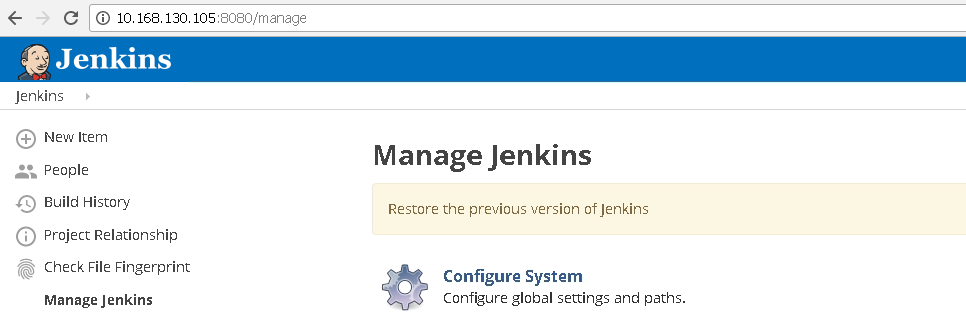 10.168.130.105:8080/manage
Jenkins
Jenkins
New Item
People
Build History
Project Relationship
Check File Fingerprint
Manage Jenkins
Manage Jenkins
Restore the previous version of Jenkins
Configure System
Configure global settings and paths.